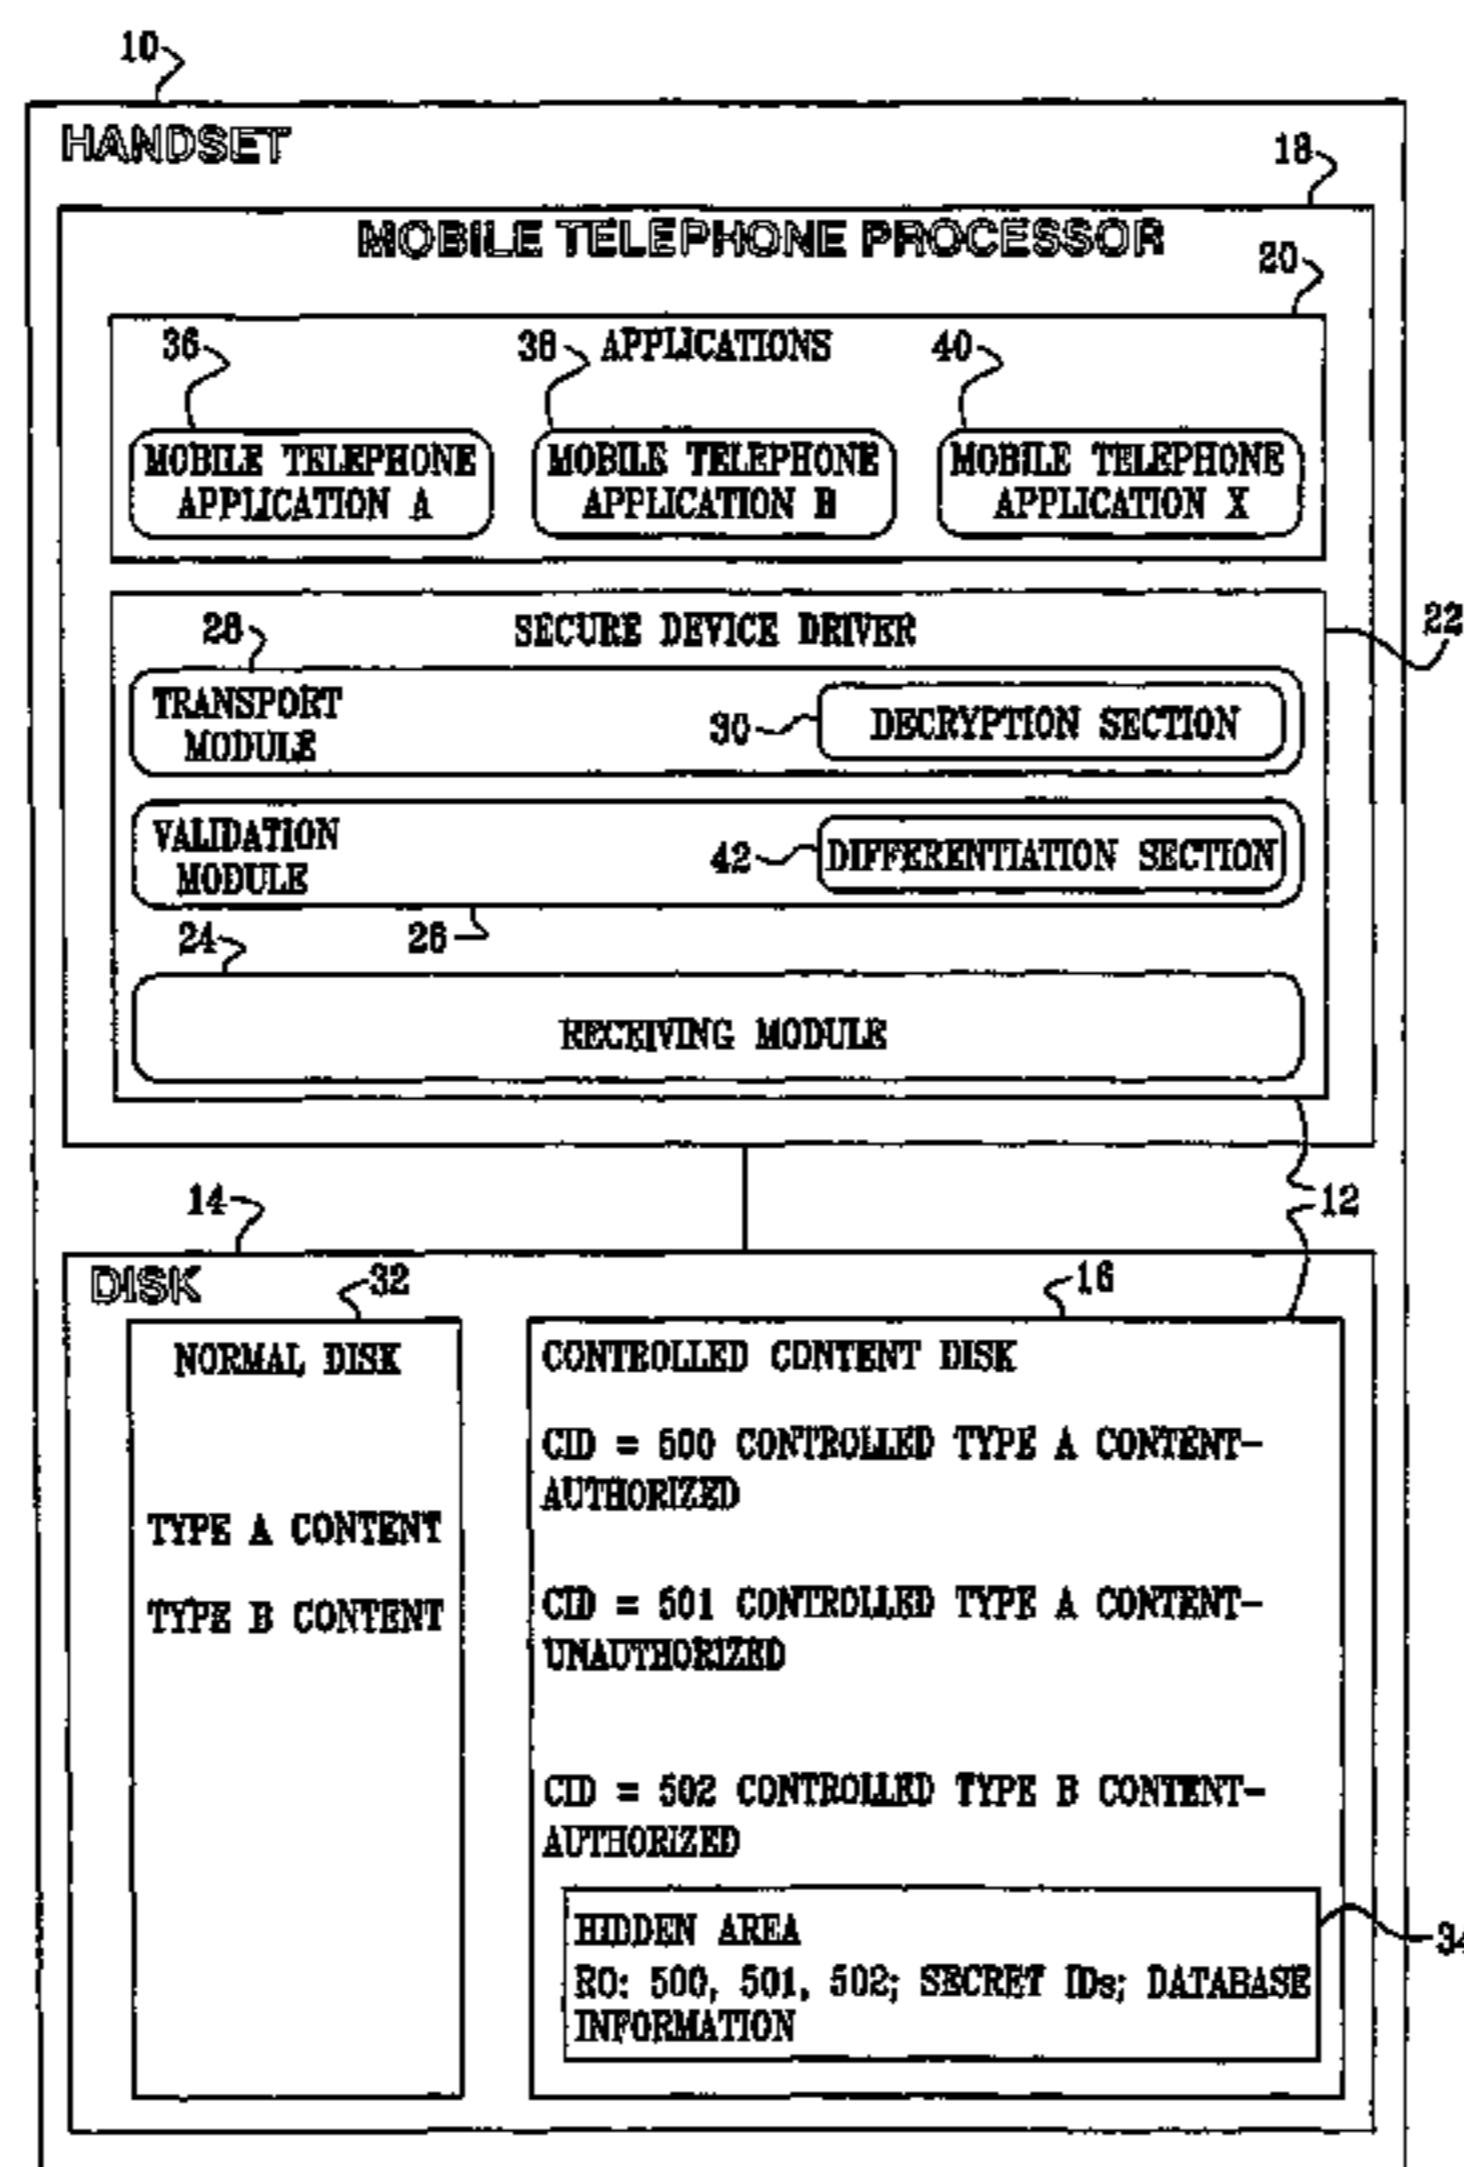 10
HANDSET
18
MOBILE TELEPHONE PROCESSOR
20
36
38
APPLICATIONS
40
MOBILE TELEPHONE
APPLICATION A
MOBILE TELEPHONE
APPLICATION B
MOBILE TELEPHONE
APPLICATION X
22
28
SECURE DEVICE DRIVER
TRANSPORT
MODULE
30
DECRYPTION SECTION
VALIDATION
MODULE
42
DIFFERENTIATION SECTION
24
26
RECEIVING MODULE
12
14
DISK
32
16
NORMAL DISK
TYPE A CONTENT
TYPE B CONTENT
CONTROLLED CONTENT DISK
CID = 500 CONTROLLED TYPE A CONTENT-
AUTHORIZED
CID = 501 CONTROLLED TYPE A CONTENT-
UNAUTHORIZED
CID = 502 CONTROLLED TYPE B CONTENT-
AUTHORIZED
HIDDEN AREA
RO: 500, 501, 502; SECRET IDs; DATABASE
INFORMATION
34